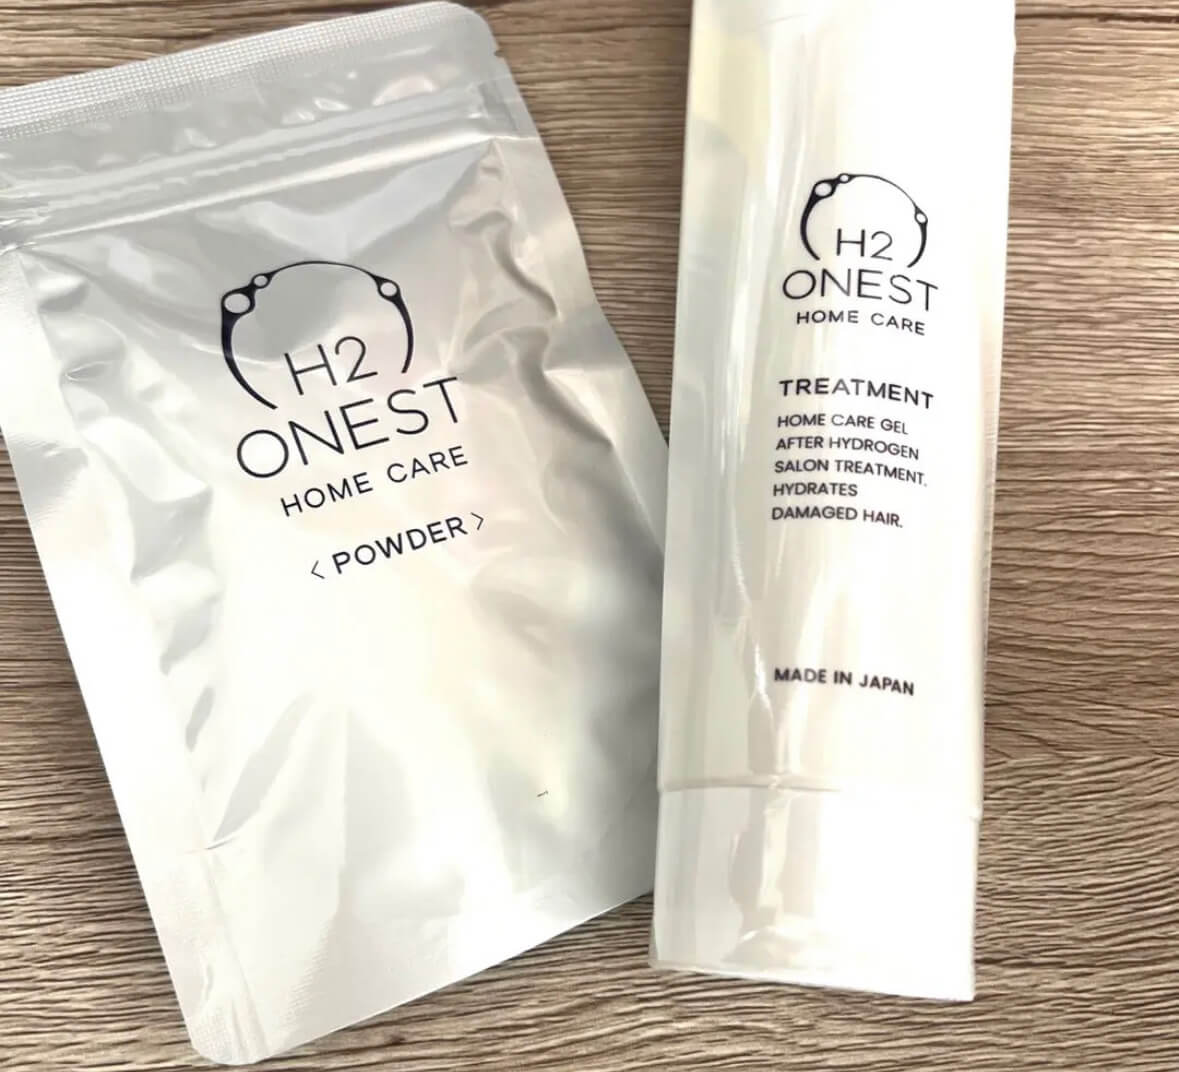 H2
ONEST
HOME CARE
<POWDER>
H2
ONEST
HOME CARE
TREATMENT
HOME CARE GEL
AFTER HYDROGEN
SALON TREATMENT.
HYDRATES
DAMAGED HAIR.
MADE IN JAPAN